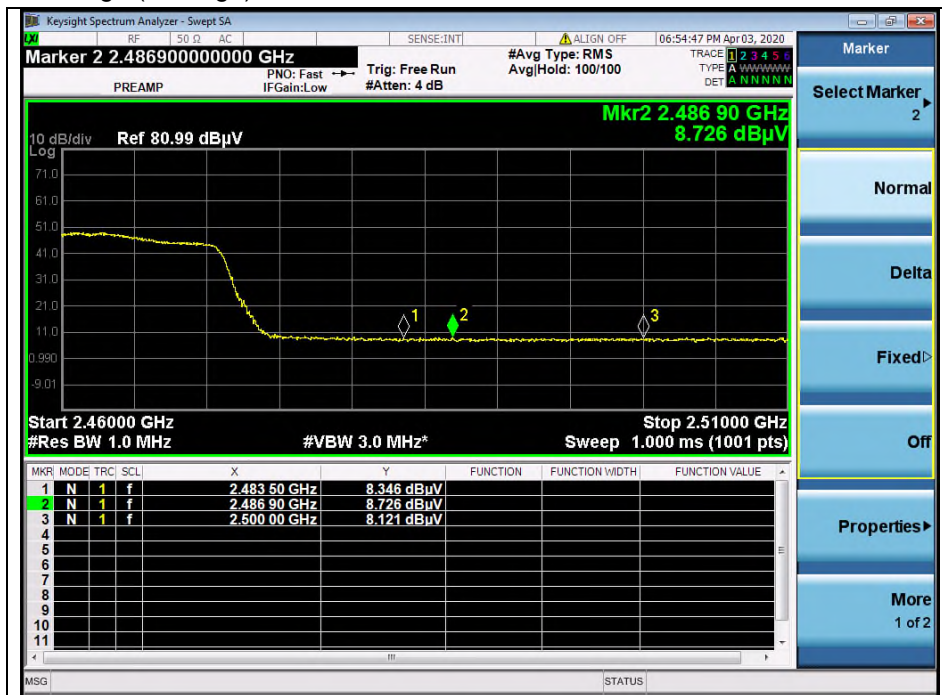 Keysight Spectrum Analyzer - Swept SA
LXI RF 50 Ω AC SENSE:INT ALIGN OFF 06:54:47 PM Apr 03, 2020
Marker 2 2.486900000000 GHz
#Avg Type: RMS
TRACE 1 2 3 4 5 6
PREAMP
PNO: Fast
IFGain:Low
Trig: Free Run
#Atten: 4 dB
Avg|Hold: 100/100
TYPE A WWWWW
DET A N N N N N
Mkr2 2.486 90 GHz
8.726 dBµV
10 dB/div Ref 80.99 dBµV
Log
71.0
61.0
51.0
41.0
31.0
21.0
11.0
0.990
-9.01
1
2
3
Start 2.46000 GHz
Stop 2.51000 GHz
#Res BW 1.0 MHz
#VBW 3.0 MHz*
Sweep 1.000 ms (1001 pts)
MKR MODE TRC SCL X Y FUNCTION FUNCTION WIDTH FUNCTION VALUE
1 N 1 f 2.483 50 GHz 8.346 dBµV
2 N 1 f 2.486 90 GHz 8.726 dBµV
3 N 1 f 2.500 00 GHz 8.121 dBµV
4
5
6
7
8
9
10
11
MSG
STATUS
Marker
Select Marker
2
Normal
Delta
Fixed
Off
Properties
More
1 of 2